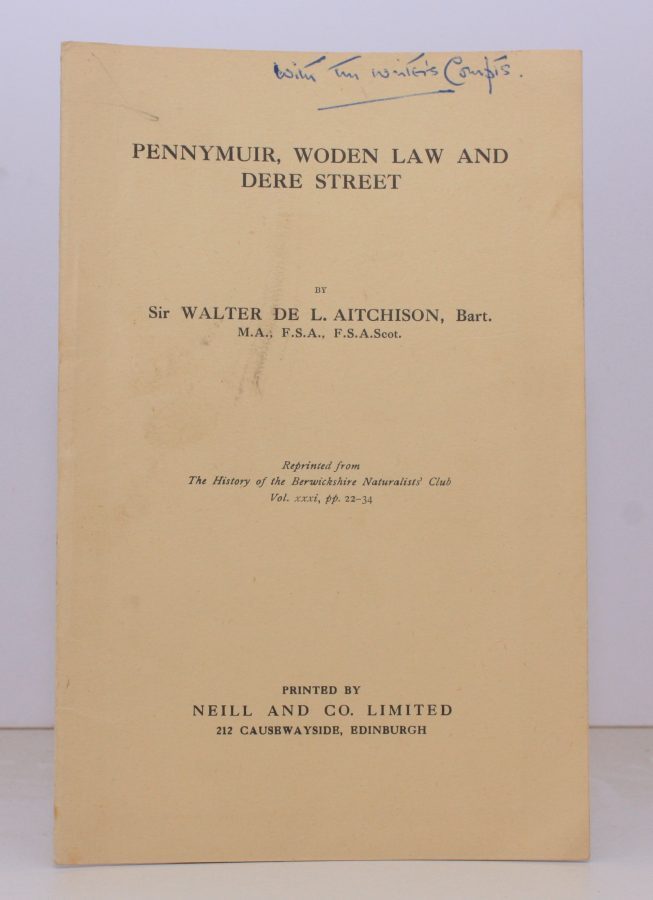 With the writer's Compts.
PENNYMUIR, WODEN LAW AND
DERE STREET
BY
Sir WALTER DE L. AITCHISON, Bart.
M.A., F.S.A., F.S.A.Scot.
Reprinted from
The History of the Berwickshire Naturalists' Club
Vol. xxxi, pp. 22–34
PRINTED BY
NEILL AND CO. LIMITED
212 CAUSEWAYSIDE, EDINBURGH